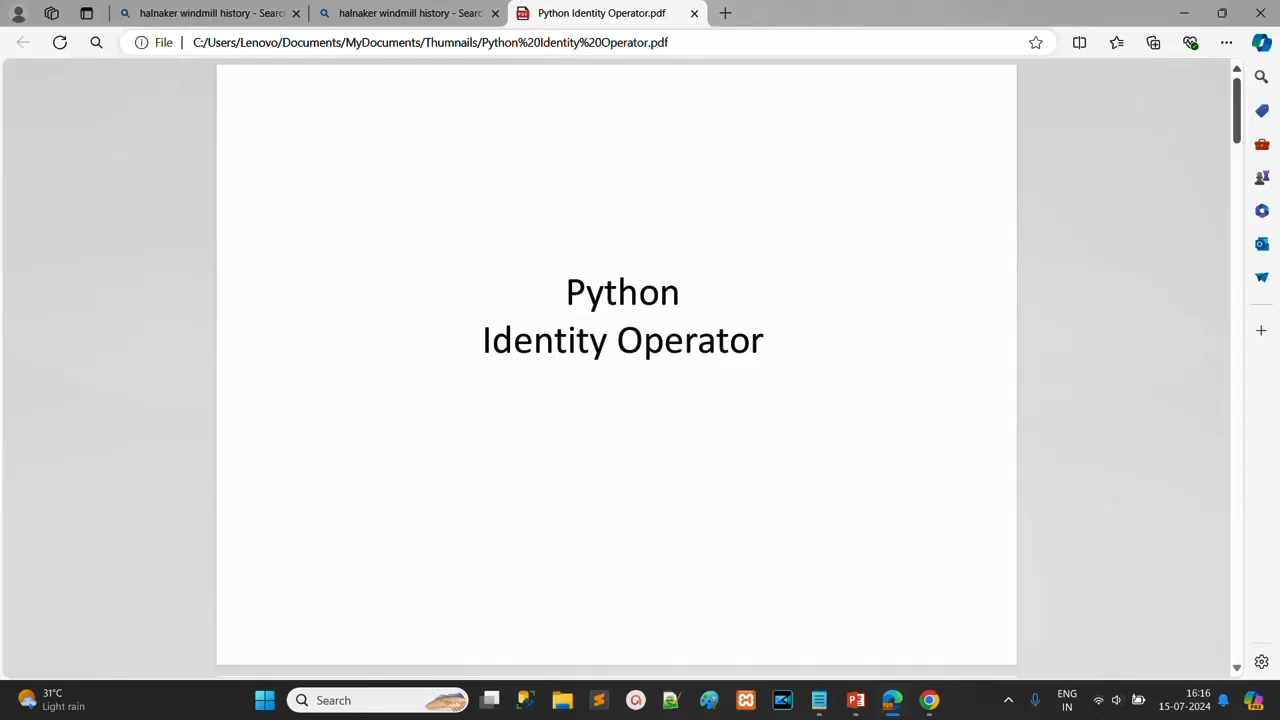 halnaker windmill history - Searc
halnaker windmill history - Searc
Python Identity Operator.pdf
File
C:/Users/Lenovo/Documents/MyDocuments/Thumnails/Python%20Identity%20Operator.pdf
Python
Identity Operator
31°C
Light rain
Search
ENG
IN
16:16
15-07-2024